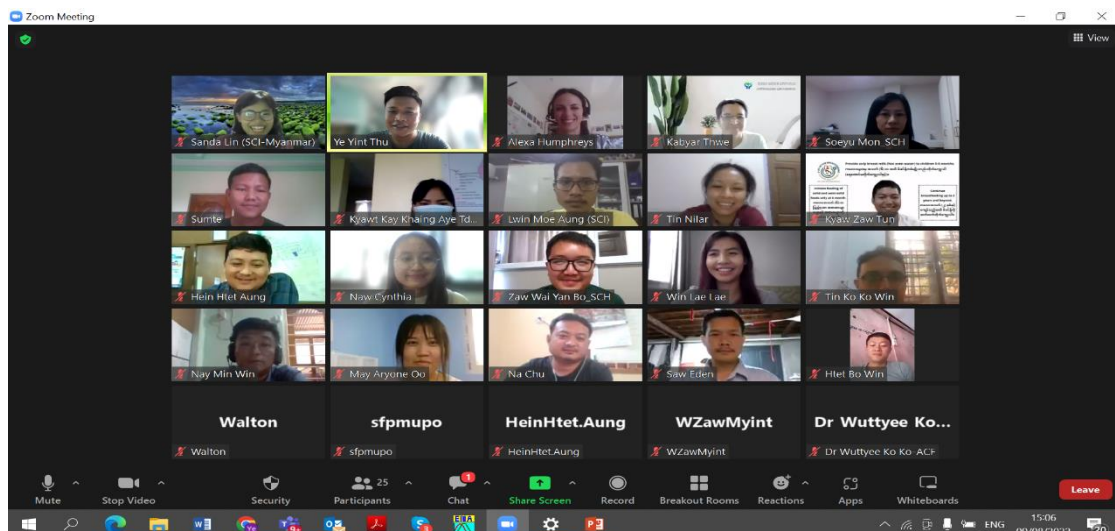 Zoom Meeting
View
Sanda Lin (SCI-Myanmar)
Ye Yint Thu
Alexa Humphreys
Kabyar Thwe
Soeyu Mon_SCH
Sumte
Kyawt Kay Khaing Aye Td...
Lwin Moe Aung (SCI)
Tin Nilar
Kyaw Zaw Tun
Hein Htet Aung
Naw Cynthia
Zaw Wai Yan Bo_SCH
Win Lae Lae
Tin Ko Ko Win
Nay Min Win
May Aryone Oo
Na Chu
Saw Eden
Htet Bo Win
Walton
sfpmupo
HeinHtet.Aung
WZawMyint
Dr Wuttyee Ko...
Walton
sfpmupo
HeinHtet.Aung
WZawMyint
Dr Wuttyee Ko Ko-ACF
25
1
Mute
Stop Video
Security
Participants
Chat
Share Screen
Record
Breakout Rooms
Reactions
Apps
Whiteboards
Leave
ENG
15:06